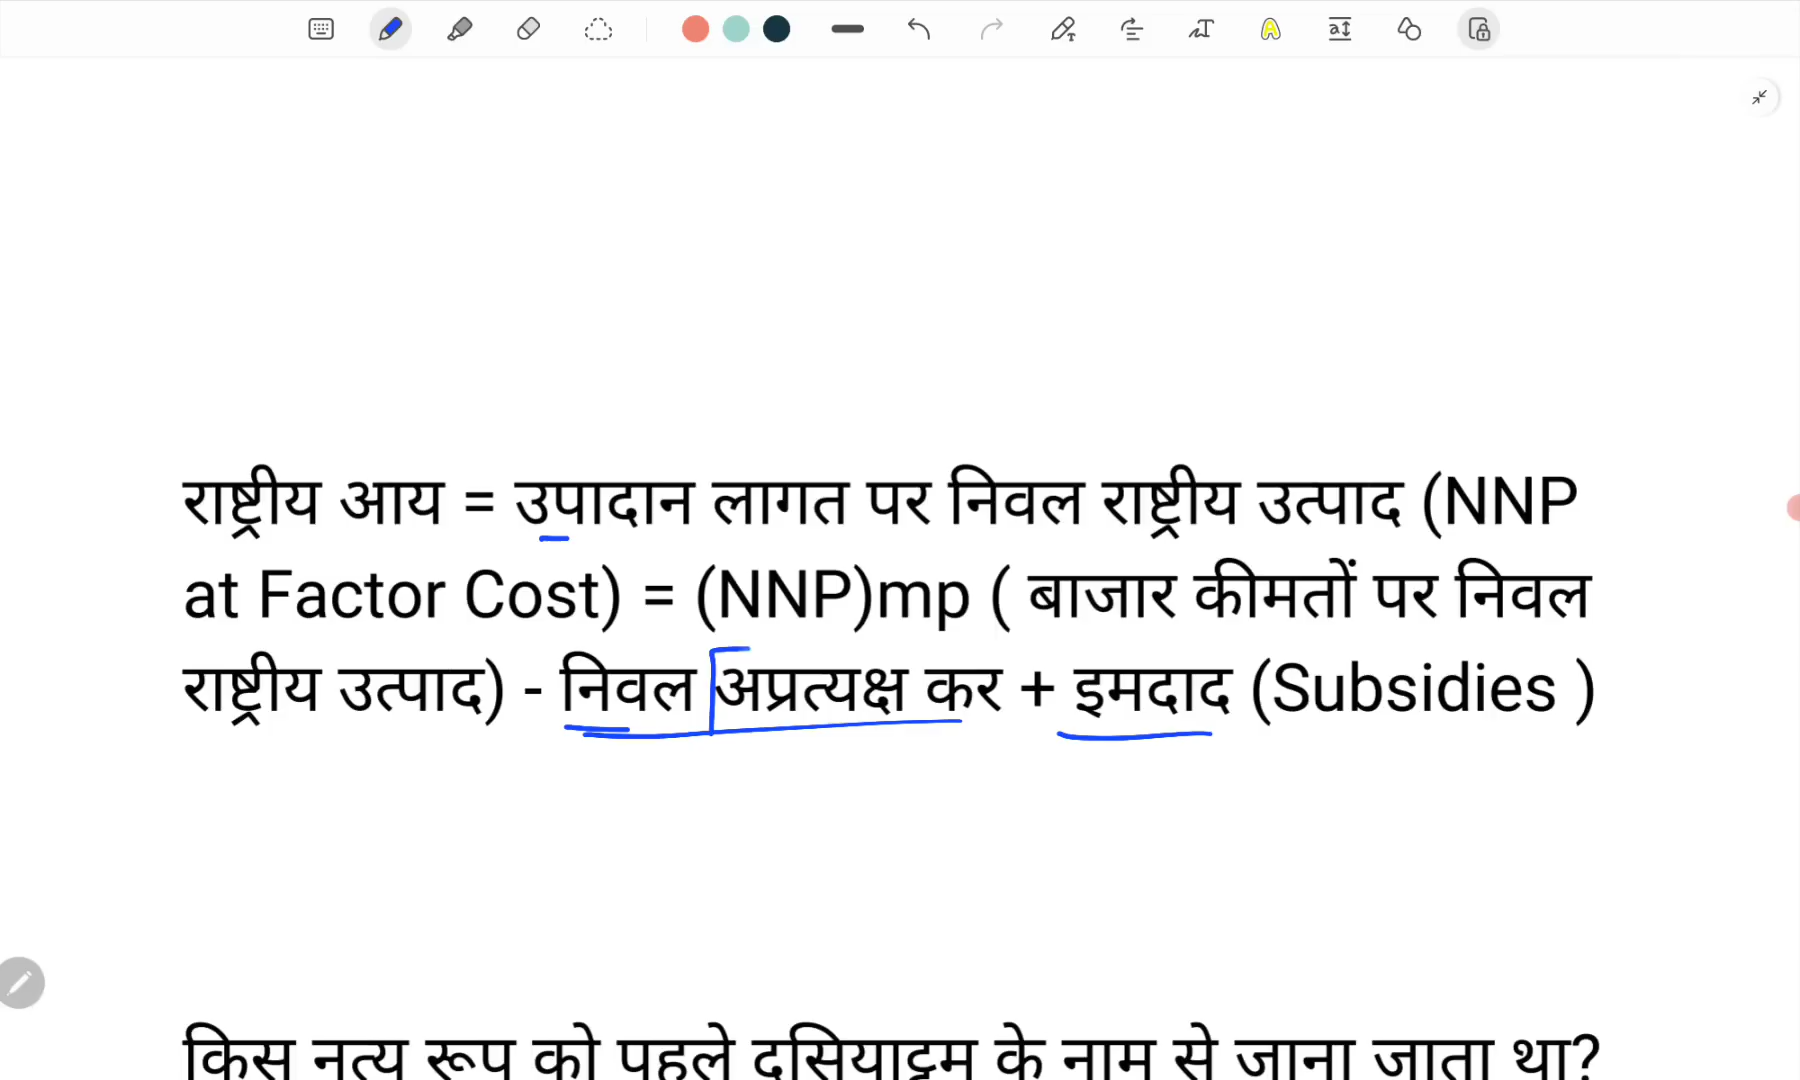 राष्ट्रीय आय = उपादान लागत पर निवल राष्ट्रीय उत्पाद (NNP
at Factor Cost) = (NNP)mp ( बाजार कीमतों पर निवल
राष्ट्रीय उत्पाद) - निवल अप्रत्यक्ष कर + इमदाद (Subsidies )
किस नृत्य रूप को पहले दसियाट्टम के नाम से जाना जाता था?